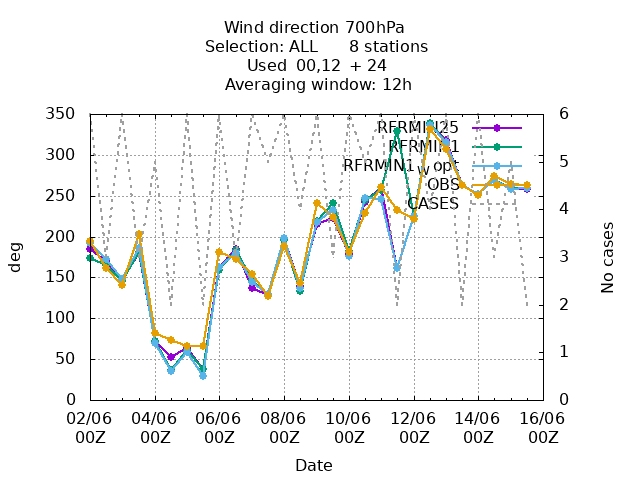 Wind direction 700hPa
Selection: ALL 8 stations
Used 00,12 + 24
Averaging window: 12h
350
300
250
200
150
100
50
0
deg
6
5
4
3
2
1
0
No cases
RFRMIN25
RFRMIN1
RFRMIN1_W opt
OBS
CASES
02/06 04/06 06/06 08/06 10/06 12/06 14/06 16/06
00Z 00Z 00Z 00Z 00Z 00Z 00Z 00Z
Date